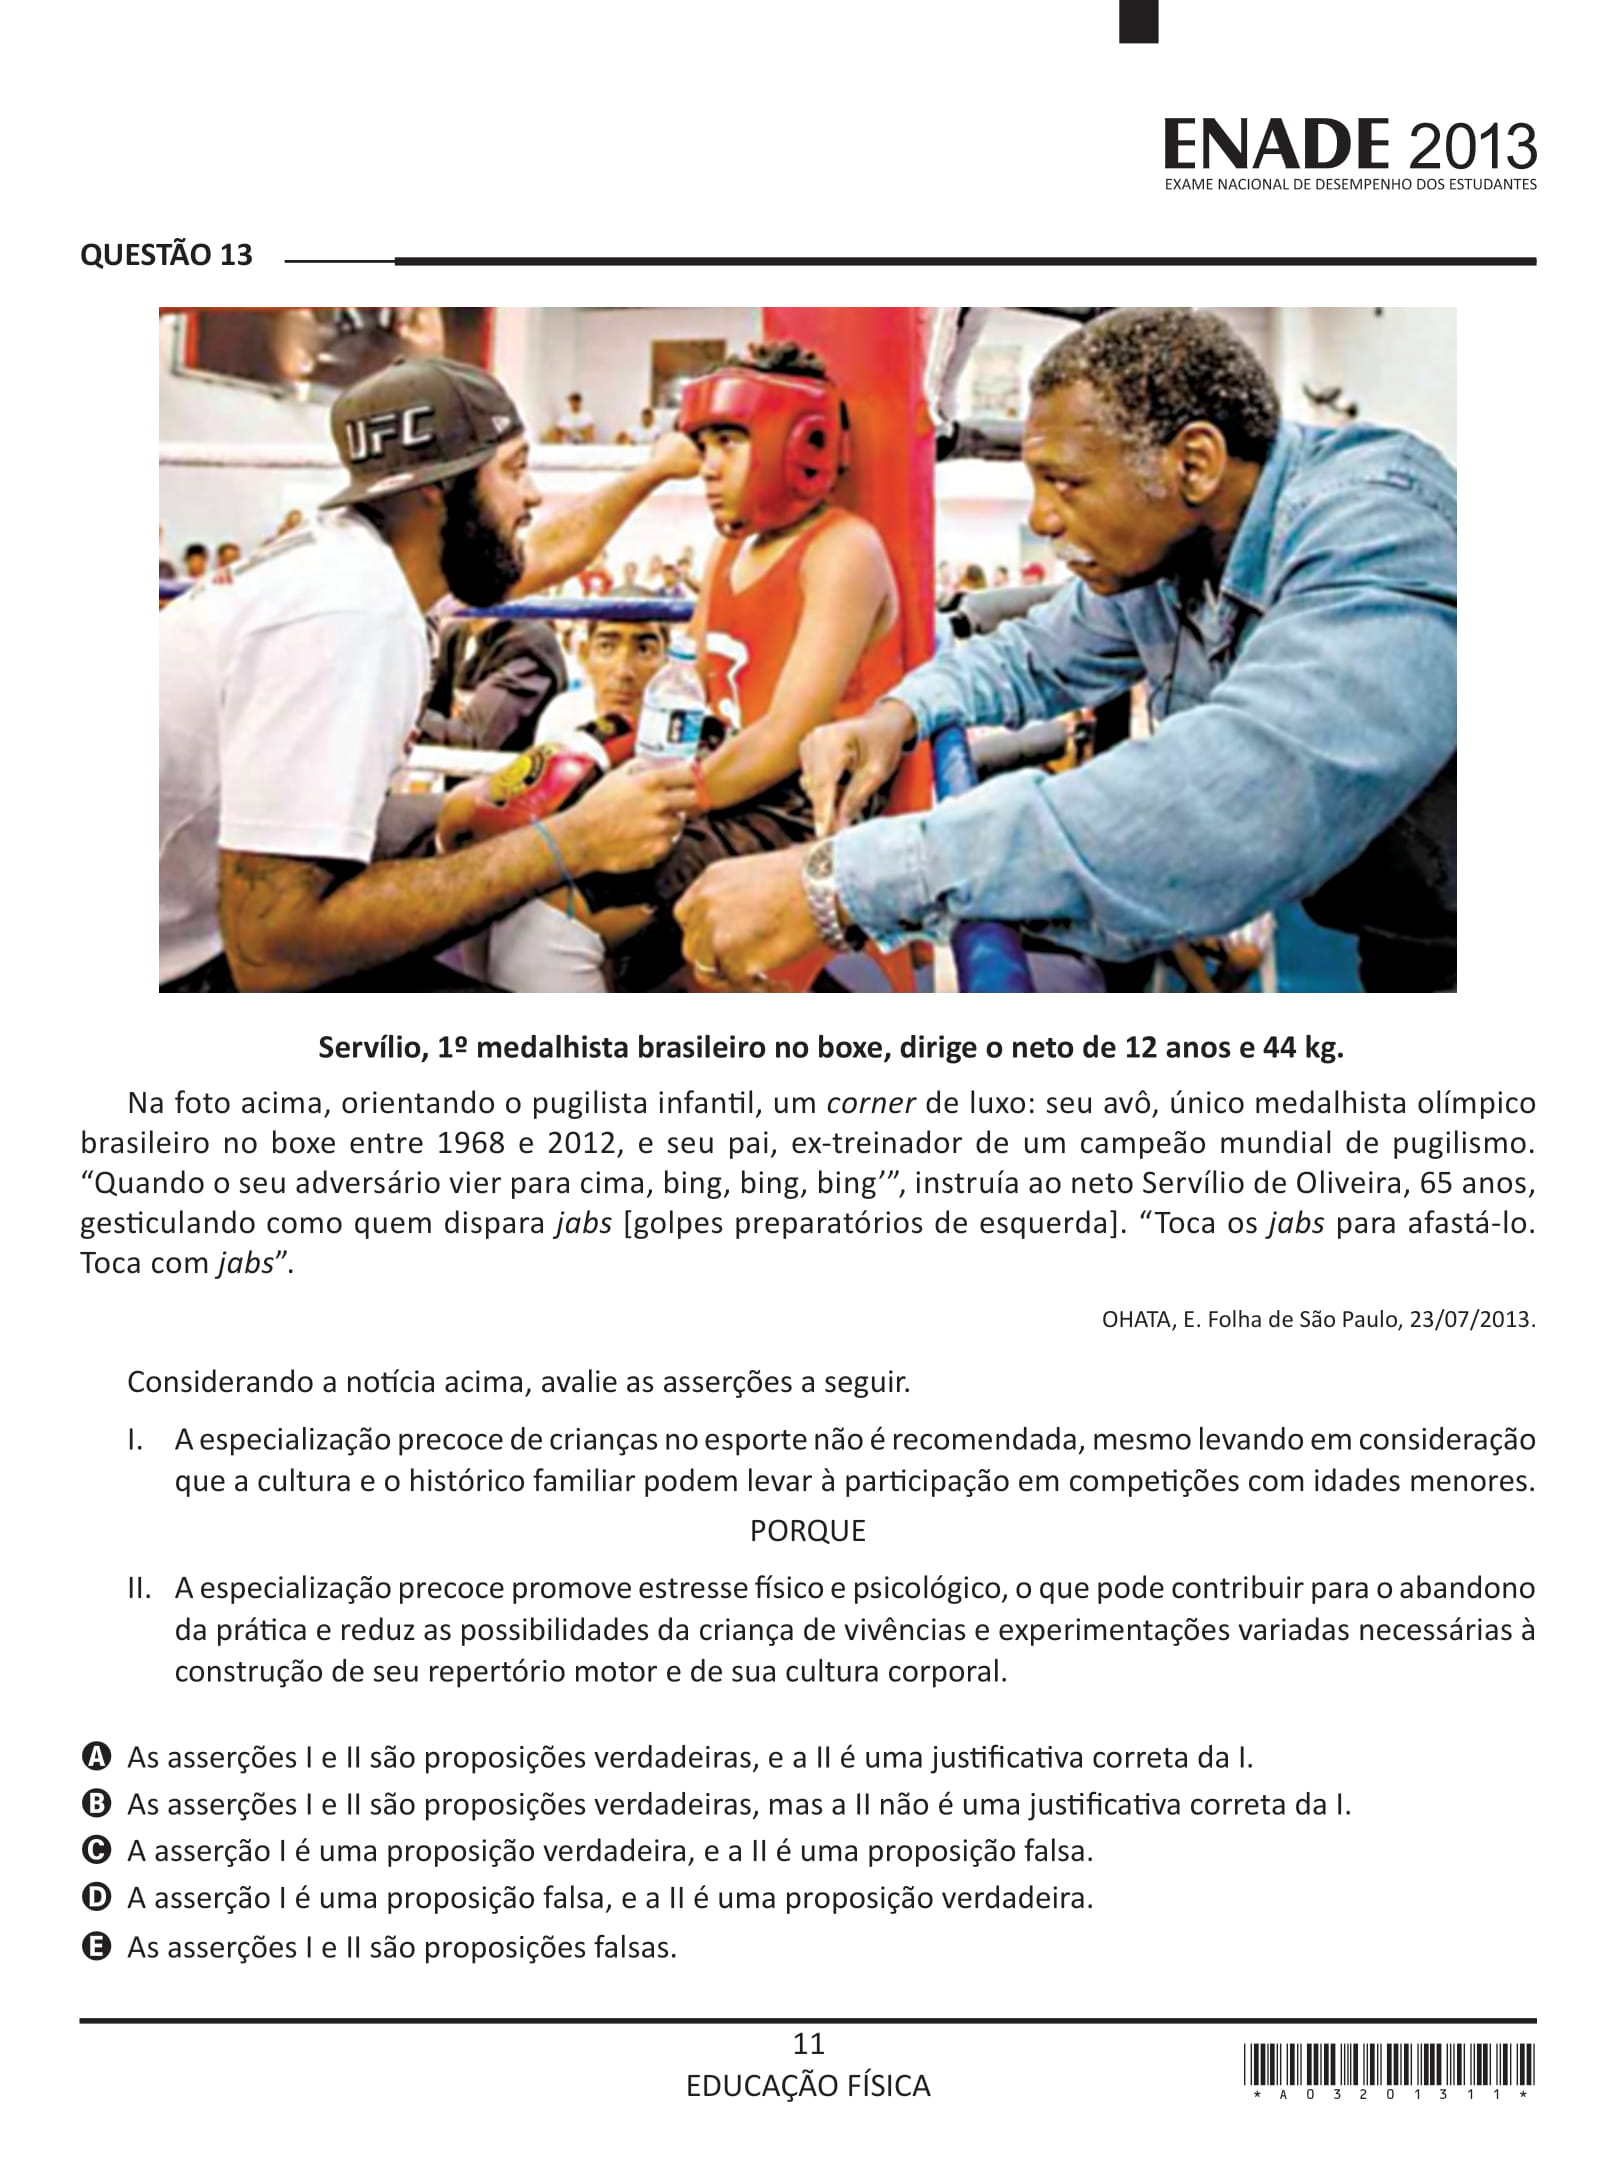 ENADE 2013
EXAME NACIONAL DE DESEMPENHO DOS ESTUDANTES
QUESTÃO 13
UFC
Servílio, 1º medalhista brasileiro no boxe, dirige o neto de 12 anos e 44 kg.
Na foto acima, orientando o pugilista infantil, um corner de luxo: seu avô, único medalhista olímpico
brasileiro no boxe entre 1968 e 2012, e seu pai, ex-treinador de um campeão mundial de pugilismo.
“Quando o seu adversário vier para cima, bing, bing, bing’”, instruía ao neto Servílio de Oliveira, 65 anos,
gesticulando como quem dispara jabs [golpes preparatórios de esquerda]. “Toca os jabs para afastá-lo.
Toca com jabs”.
OHATA, E. Folha de São Paulo, 23/07/2013.
Considerando a notícia acima, avalie as asserções a seguir.
I. A especialização precoce de crianças no esporte não é recomendada, mesmo levando em consideração
que a cultura e o histórico familiar podem levar à participação em competições com idades menores.
PORQUE
II. A especialização precoce promove estresse físico e psicológico, o que pode contribuir para o abandono
da prática e reduz as possibilidades da criança de vivências e experimentações variadas necessárias à
construção de seu repertório motor e de sua cultura corporal.
A As asserções I e II são proposições verdadeiras, e a II é uma justificativa correta da I.
B As asserções I e II são proposições verdadeiras, mas a II não é uma justificativa correta da I.
C A asserção I é uma proposição verdadeira, e a II é uma proposição falsa.
D A asserção I é uma proposição falsa, e a II é uma proposição verdadeira.
E As asserções I e II são proposições falsas.
11
EDUCAÇÃO FÍSICA
* A 0 3 2 0 1 3 1 1 *